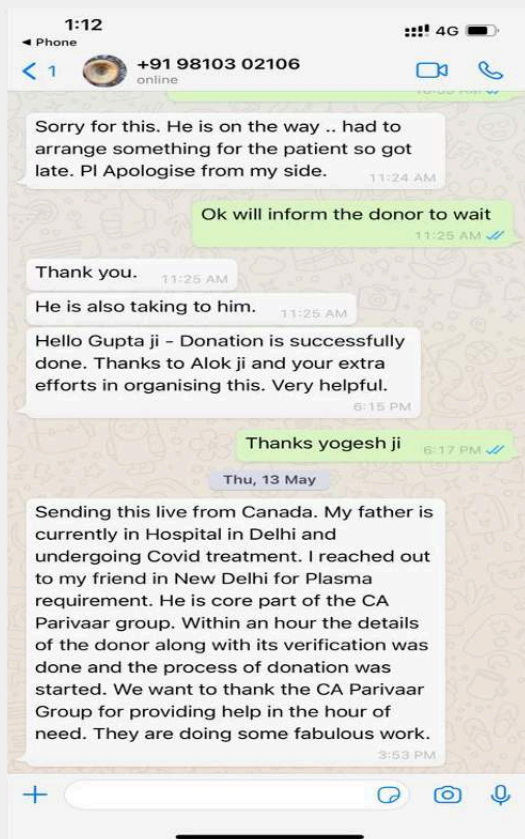 1:12
4G
◄ Phone
1
+91 98103 02106
online
Sorry for this. He is on the way .. had to
arrange something for the patient so got
late. Pl Apologise from my side.
11:24 AM
Ok will inform the donor to wait
11:25 AM
Thank you.
11:25 AM
He is also taking to him.
11:25 AM
Hello Gupta ji - Donation is successfully
done. Thanks to Alok ji and your extra
efforts in organising this. Very helpful.
6:15 PM
Thanks yogesh ji
6:17 PM
Thu, 13 May
Sending this live from Canada. My father is
currently in Hospital in Delhi and
undergoing Covid treatment. I reached out
to my friend in New Delhi for Plasma
requirement. He is core part of the CA
Parivaar group. Within an hour the details
of the donor along with its verification was
done and the process of donation was
started. We want to thank the CA Parivaar
Group for providing help in the hour of
need. They are doing some fabulous work.
3:53 PM